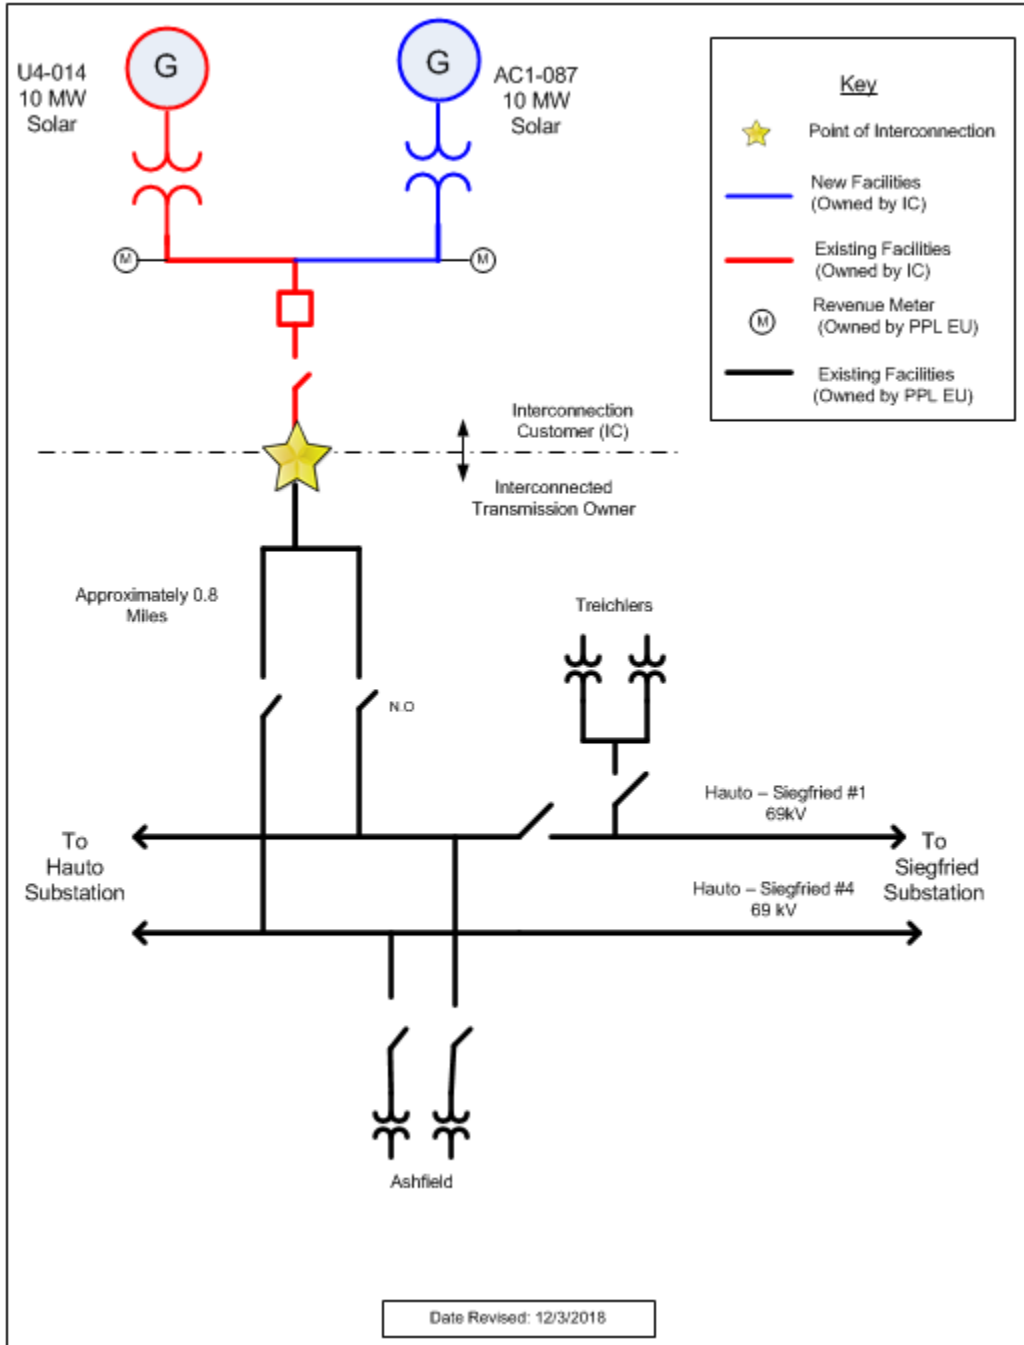 U4-014
10 MW
Solar
G
G
AC1-087
10 MW
Solar
M
M
Key
Point of Interconnection
New Facilities
(Owned by IC)
Existing Facilities
(Owned by IC)
M
Revenue Meter
(Owned by PPL EU)
Existing Facilities
(Owned by PPL EU)
Interconnection
Customer (IC)
Interconnected
Transmission Owner
Approximately 0.8
Miles
Treichlers
N.O
Hauto – Siegfried #1
69kV
To
Hauto
Substation
To
Siegfried
Substation
Hauto – Siegfried #4
69 kV
Ashfield
Date Revised: 12/3/2018